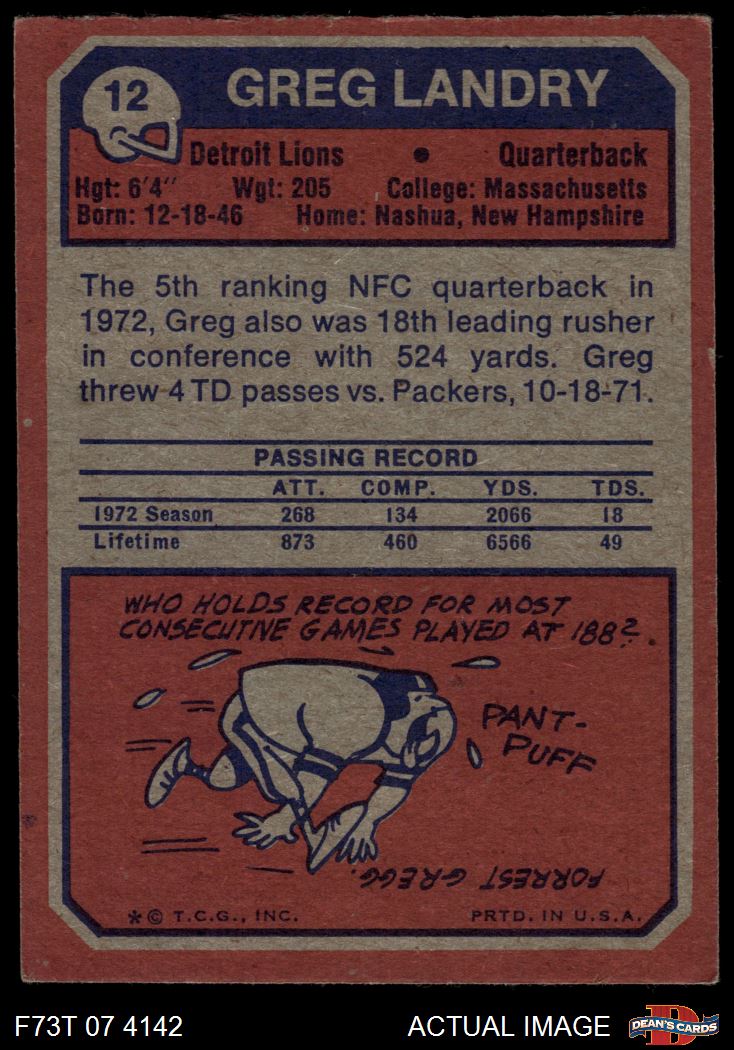 12
GREG LANDRY
Detroit Lions • Quarterback
Hgt: 6'4" Wgt: 205 College: Massachusetts
Born: 12-18-46 Home: Nashua, New Hampshire
The 5th ranking NFC quarterback in
1972, Greg also was 18th leading rusher
in conference with 524 yards. Greg
threw 4 TD passes vs. Packers, 10-18-71.
PASSING RECORD
ATT. COMP. YDS. TDS.
1972 Season 268 134 2066 18
Lifetime 873 460 6566 49
WHO HOLDS RECORD FOR MOST
CONSECUTIVE GAMES PLAYED AT 188?.
PANT-
PUFF
FORREST GREGG.
*© T.C.G., INC. PRTD. IN U.S.A.
F73T 07 4142 ACTUAL IMAGE DEAN'S CARDS